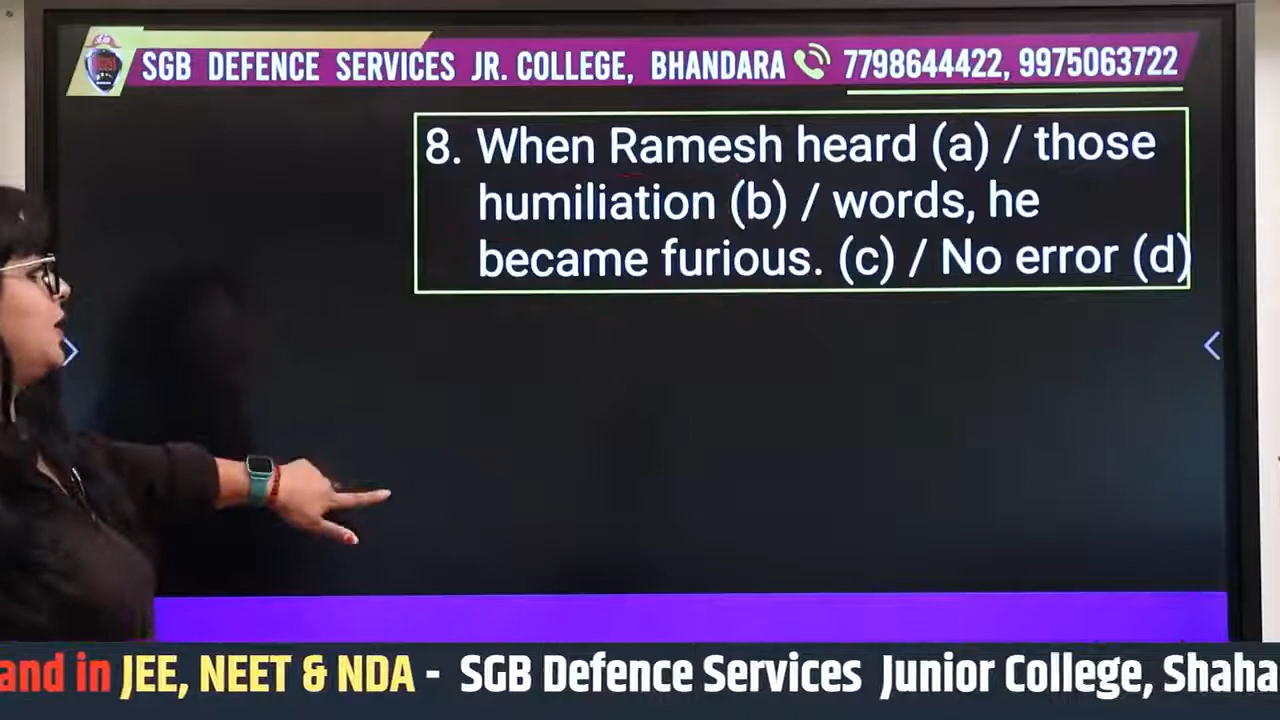 SGB DEFENCE SERVICES JR. COLLEGE, BHANDARA 7798644422, 9975063722
8. When Ramesh heard (a) / those
humiliation (b) / words, he
became furious. (c) / No error (d)
and in JEE, NEET & NDA - SGB Defence Services Junior College, Shaha